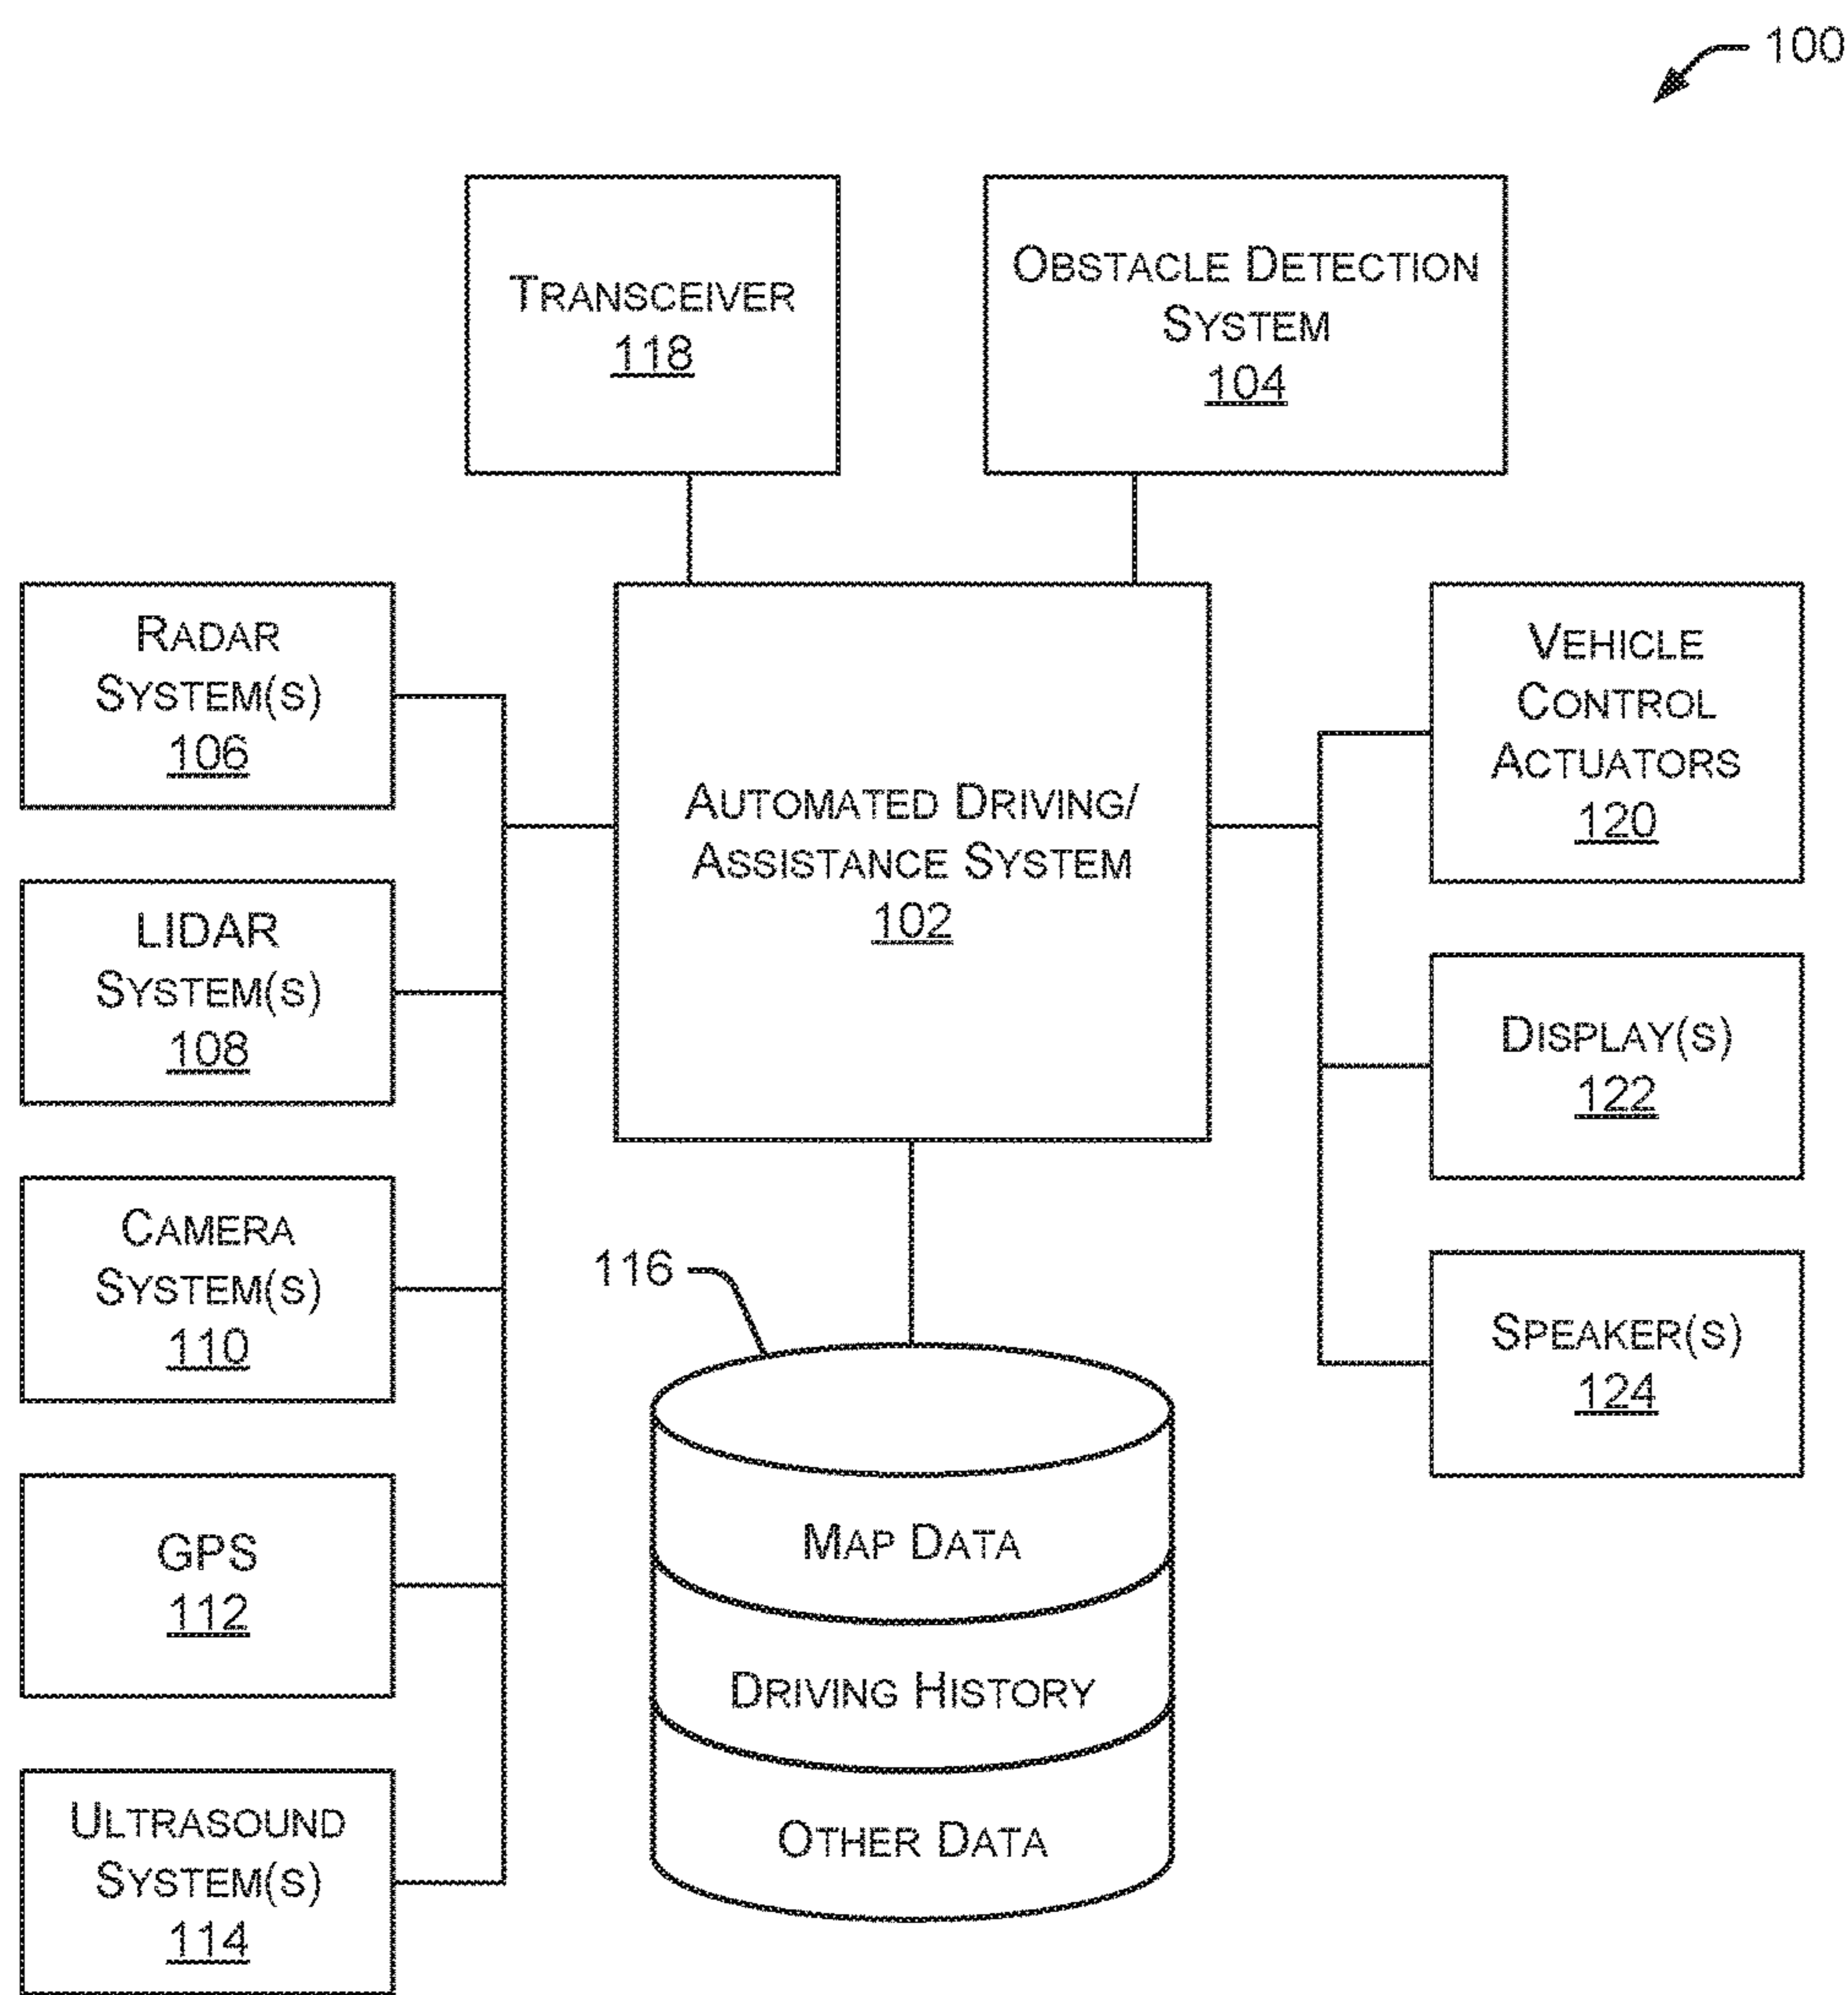 100
TRANSCEIVER
118
OBSTACLE DETECTION
SYSTEM
104
RADAR
SYSTEM(S)
106
LIDAR
SYSTEM(S)
108
CAMERA
SYSTEM(S)
110
GPS
112
ULTRASOUND
SYSTEM(S)
114
AUTOMATED DRIVING/
ASSISTANCE SYSTEM
102
116
MAP DATA
DRIVING HISTORY
OTHER DATA
VEHICLE
CONTROL
ACTUATORS
120
DISPLAY(S)
122
SPEAKER(S)
124